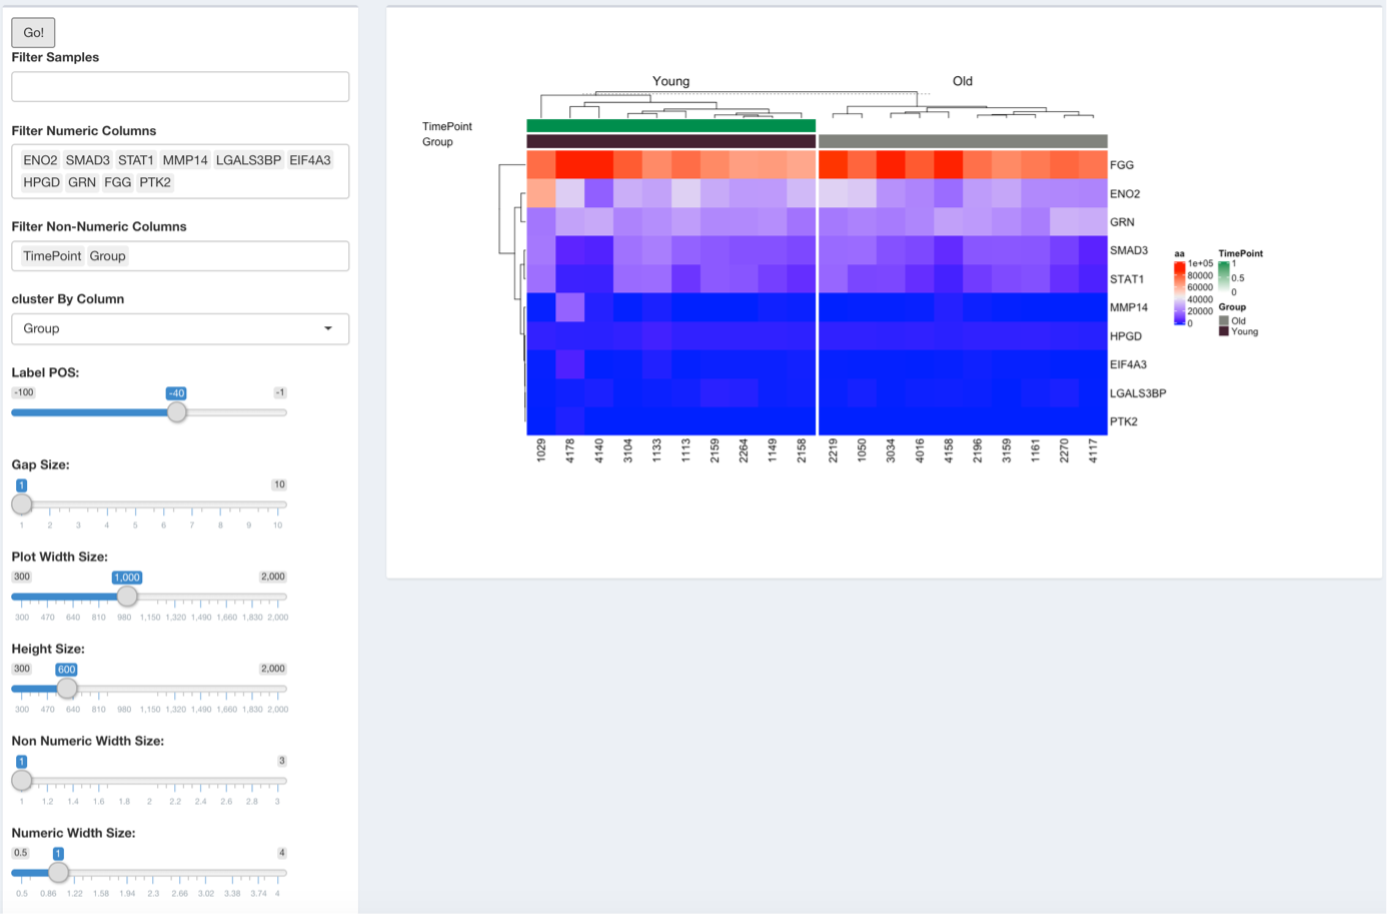 Go!
Filter Samples
Filter Numeric Columns
ENO2 SMAD3 STAT1 MMP14 LGALS3BP EIF4A3
HPGD GRN FGG PTK2
Filter Non-Numeric Columns
TimePoint Group
cluster By Column
Group
Label POS:
-100 -40 -1
Gap Size:
1 10
1 2 3 4 5 6 7 8 9 10
Plot Width Size:
300 1,000 2,000
300 470 640 810 980 1,150 1,320 1,490 1,660 1,830 2,000
Height Size:
300 600 2,000
300 470 640 810 980 1,150 1,320 1,490 1,660 1,830 2,000
Non Numeric Width Size:
1 3
1 1.2 1.4 1.6 1.8 2 2.2 2.4 2.6 2.8 3
Numeric Width Size:
0.5 1 4
0.5 0.86 1.22 1.58 1.94 2.3 2.66 3.02 3.38 3.74 4
Young Old
TimePoint
Group
FGG
ENO2
GRN
SMAD3
STAT1
MMP14
HPGD
EIF4A3
LGALS3BP
PTK2
1029 4178 4140 3104 1133 1113 2159 2264 1149 2158 2219 1050 3034 4016 4158 2196 3159 1161 2270 4117
aa
1e+05
80000
60000
40000
20000
0
TimePoint
1
0.5
0
Group
Old
Young